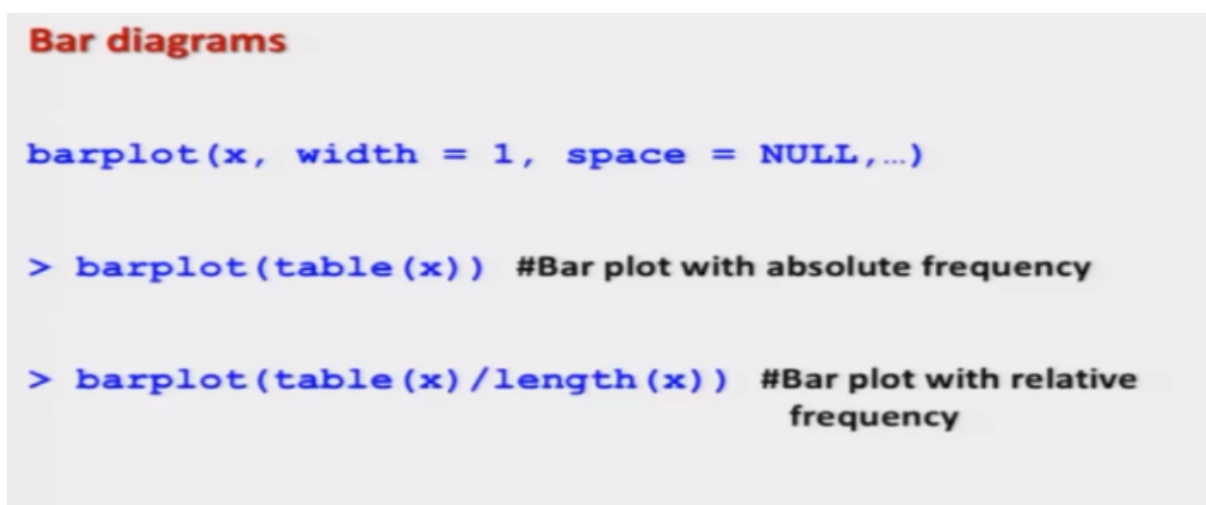 Bar diagrams
barplot(x, width = 1, space = NULL,…)
> barplot(table(x)) #Bar plot with absolute frequency
> barplot(table(x)/length(x)) #Bar plot with relative
frequency